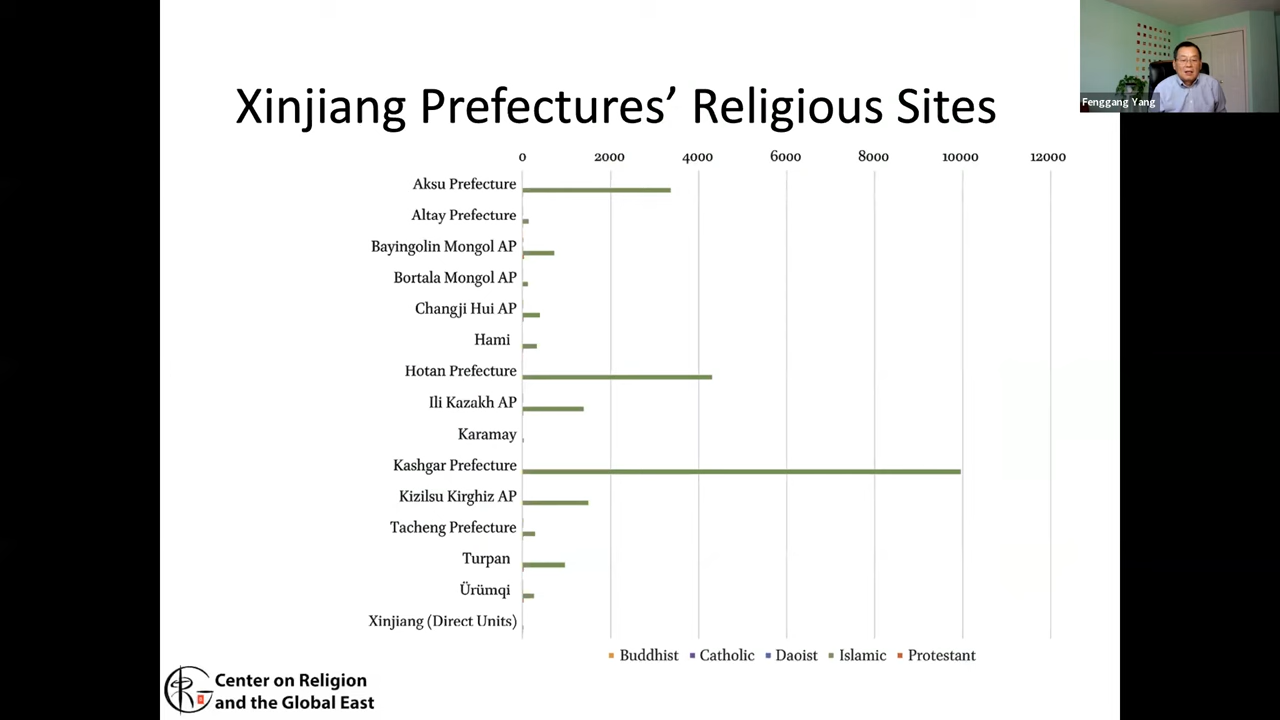 Xinjiang Prefectures’ Religious Sites
Fenggang Yang
0 2000 4000 6000 8000 10000 12000
Aksu Prefecture
Altay Prefecture
Bayingolin Mongol AP
Bortala Mongol AP
Changji Hui AP
Hami
Hotan Prefecture
Ili Kazakh AP
Karamay
Kashgar Prefecture
Kizilsu Kirghiz AP
Tacheng Prefecture
Turpan
Ürümqi
Xinjiang (Direct Units)
Buddhist Catholic Daoist Islamic Protestant
Center on Religion
and the Global East